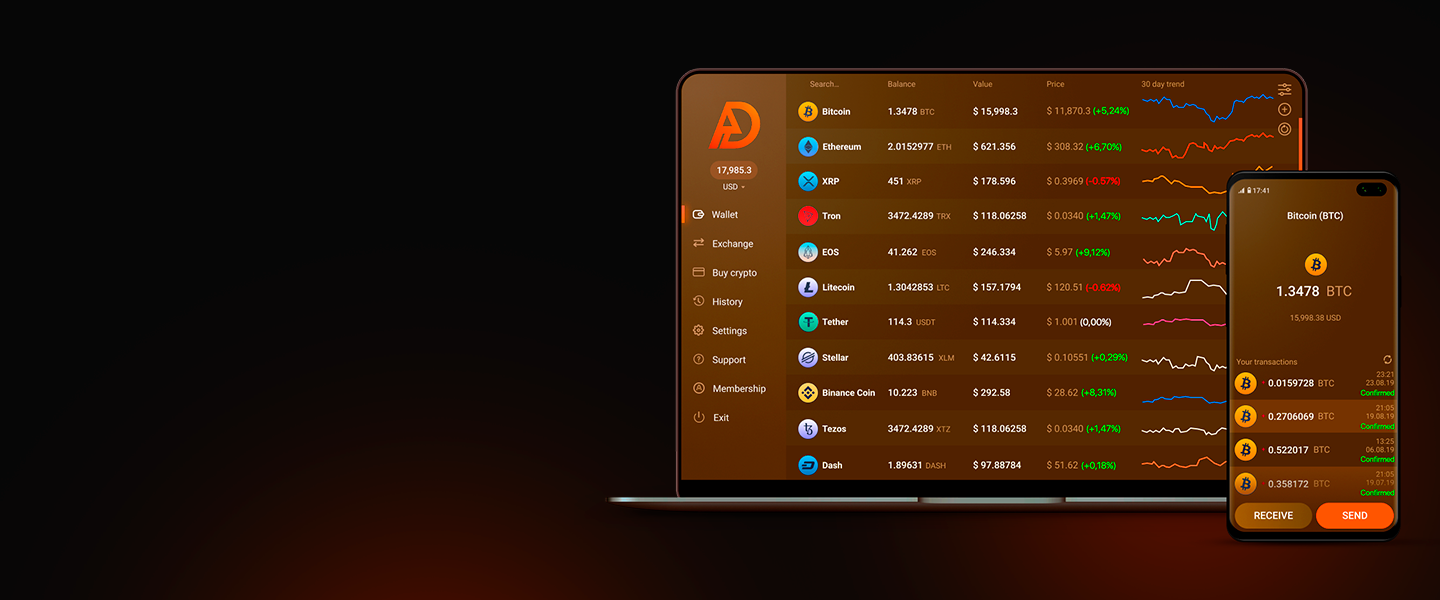 Search... Balance Value Price 30 day trend
AD
17,985.3
USD
Wallet
Exchange
Buy crypto
History
Settings
Support
Membership
Exit
Bitcoin 1.3478 BTC $ 15,998.3 $ 11,870.3 (+5,24%)
Ethereum 2.0152977 ETH $ 621.356 $ 308.32 (+6,70%)
XRP 451 XRP $ 178.596 $ 0.3969 (-0.57%)
Tron 3472.4289 TRX $ 118.06258 $ 0.0340 (+1,47%)
EOS 41.262 EOS $ 246.334 $ 5.97 (+9,12%)
Litecoin 1.3042853 LTC $ 157.1794 $ 120.51 (-0.62%)
Tether 114.3 USDT $ 114.334 $ 1.001 (0,00%)
Stellar 403.83615 XLM $ 42.6115 $ 0.10551 (+0,29%)
Binance Coin 10.223 BNB $ 292.58 $ 28.62 (+8,31%)
Tezos 3472.4289 XTZ $ 118.06258 $ 0.0340 (+1,47%)
Dash 1.89631 DASH $ 97.88784 $ 51.62 (+0,18%)
17:41
Bitcoin (BTC)
1.3478 BTC
15,998.38 USD
Your transactions
0.0159728 BTC
23:21
23.08.19
Confirmed
0.2706069 BTC
21:05
19.08.19
Confirmed
0.522017 BTC
13:25
06.08.19
Confirmed
0.358172 BTC
21:05
19.07.19
Confirmed
RECEIVE SEND